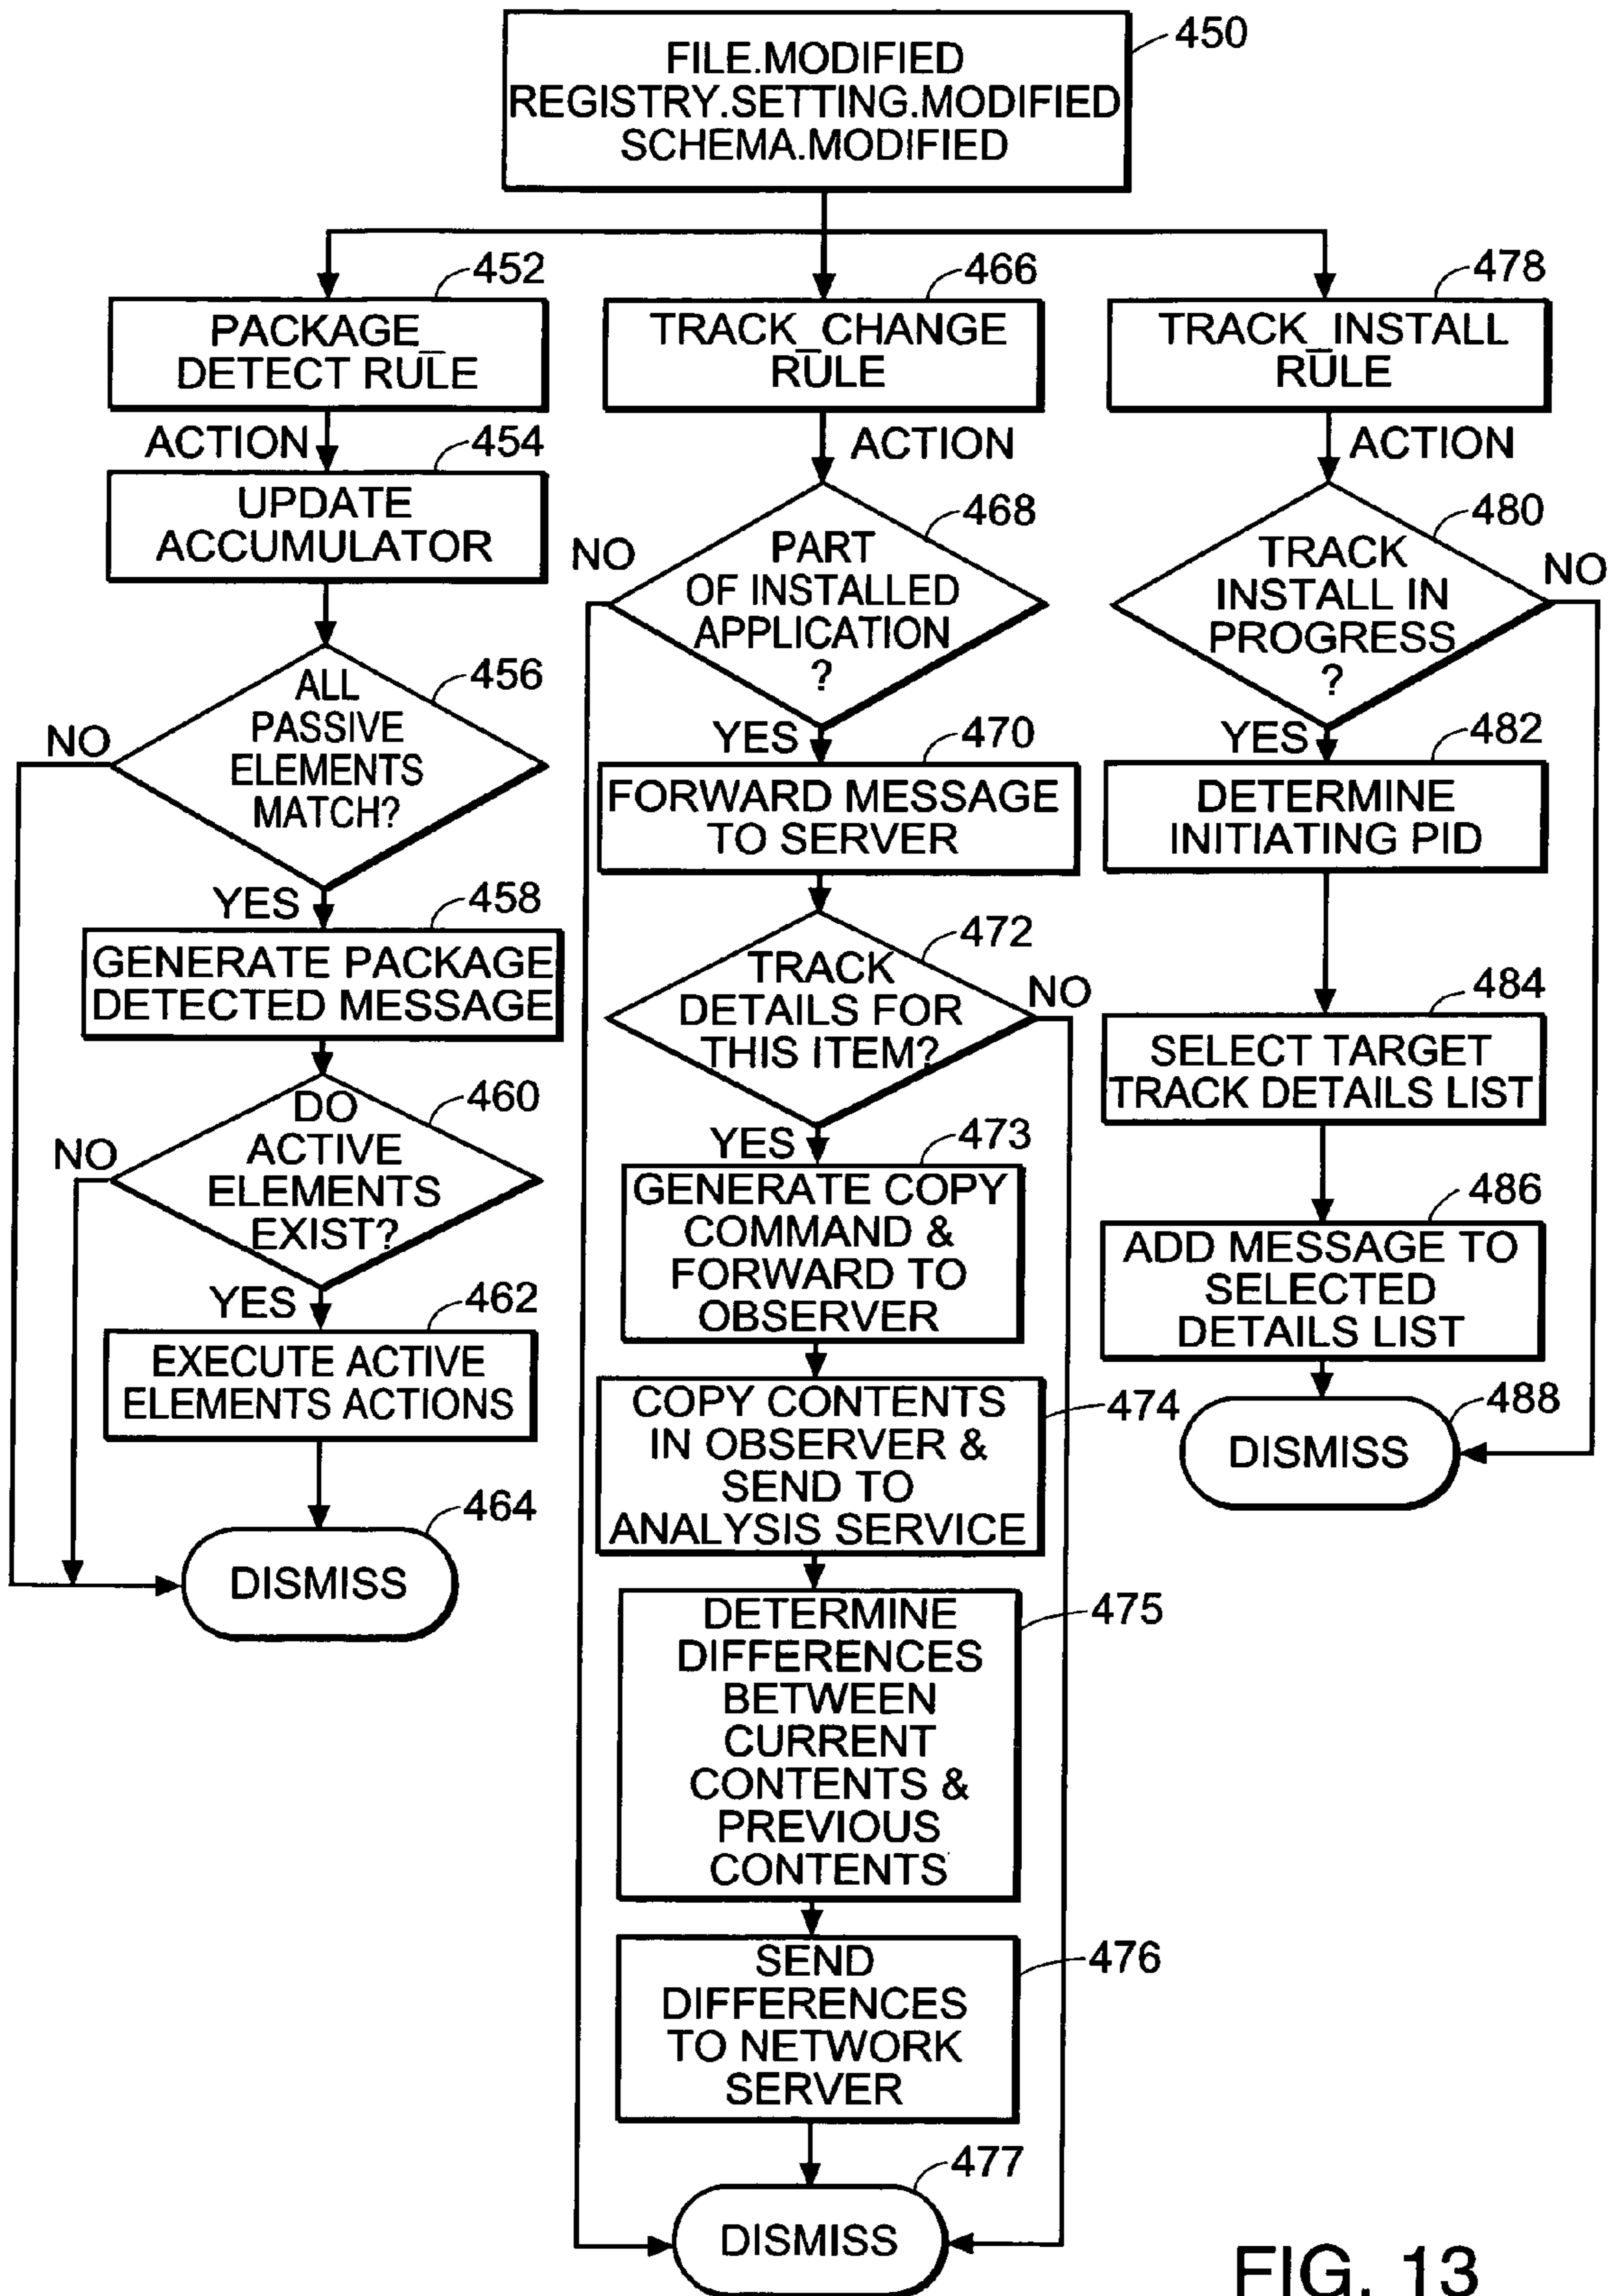 450
FILE.MODIFIED
REGISTRY.SETTING.MODIFIED
SCHEMA.MODIFIED
452
PACKAGE_
DETECT RULE
ACTION
454
UPDATE
ACCUMULATOR
456
ALL
PASSIVE
ELEMENTS
MATCH?
NO
YES
458
GENERATE PACKAGE
DETECTED MESSAGE
460
DO
ACTIVE
ELEMENTS
EXIST?
NO
YES
462
EXECUTE ACTIVE
ELEMENTS ACTIONS
464
DISMISS
466
TRACK_CHANGE
RULE
ACTION
468
NO
PART
OF INSTALLED
APPLICATION
?
YES
470
FORWARD MESSAGE
TO SERVER
472
TRACK
DETAILS FOR
THIS ITEM?
NO
YES
473
GENERATE COPY
COMMAND &
FORWARD TO
OBSERVER
474
COPY CONTENTS
IN OBSERVER &
SEND TO
ANALYSIS SERVICE
475
DETERMINE
DIFFERENCES
BETWEEN
CURRENT
CONTENTS &
PREVIOUS
CONTENTS
476
SEND
DIFFERENCES
TO NETWORK
SERVER
477
DISMISS
478
TRACK_INSTALL
RULE
ACTION
480
TRACK
INSTALL IN
PROGRESS
?
NO
YES
482
DETERMINE
INITIATING PID
484
SELECT TARGET
TRACK DETAILS LIST
486
ADD MESSAGE TO
SELECTED
DETAILS LIST
488
DISMISS
FIG. 13